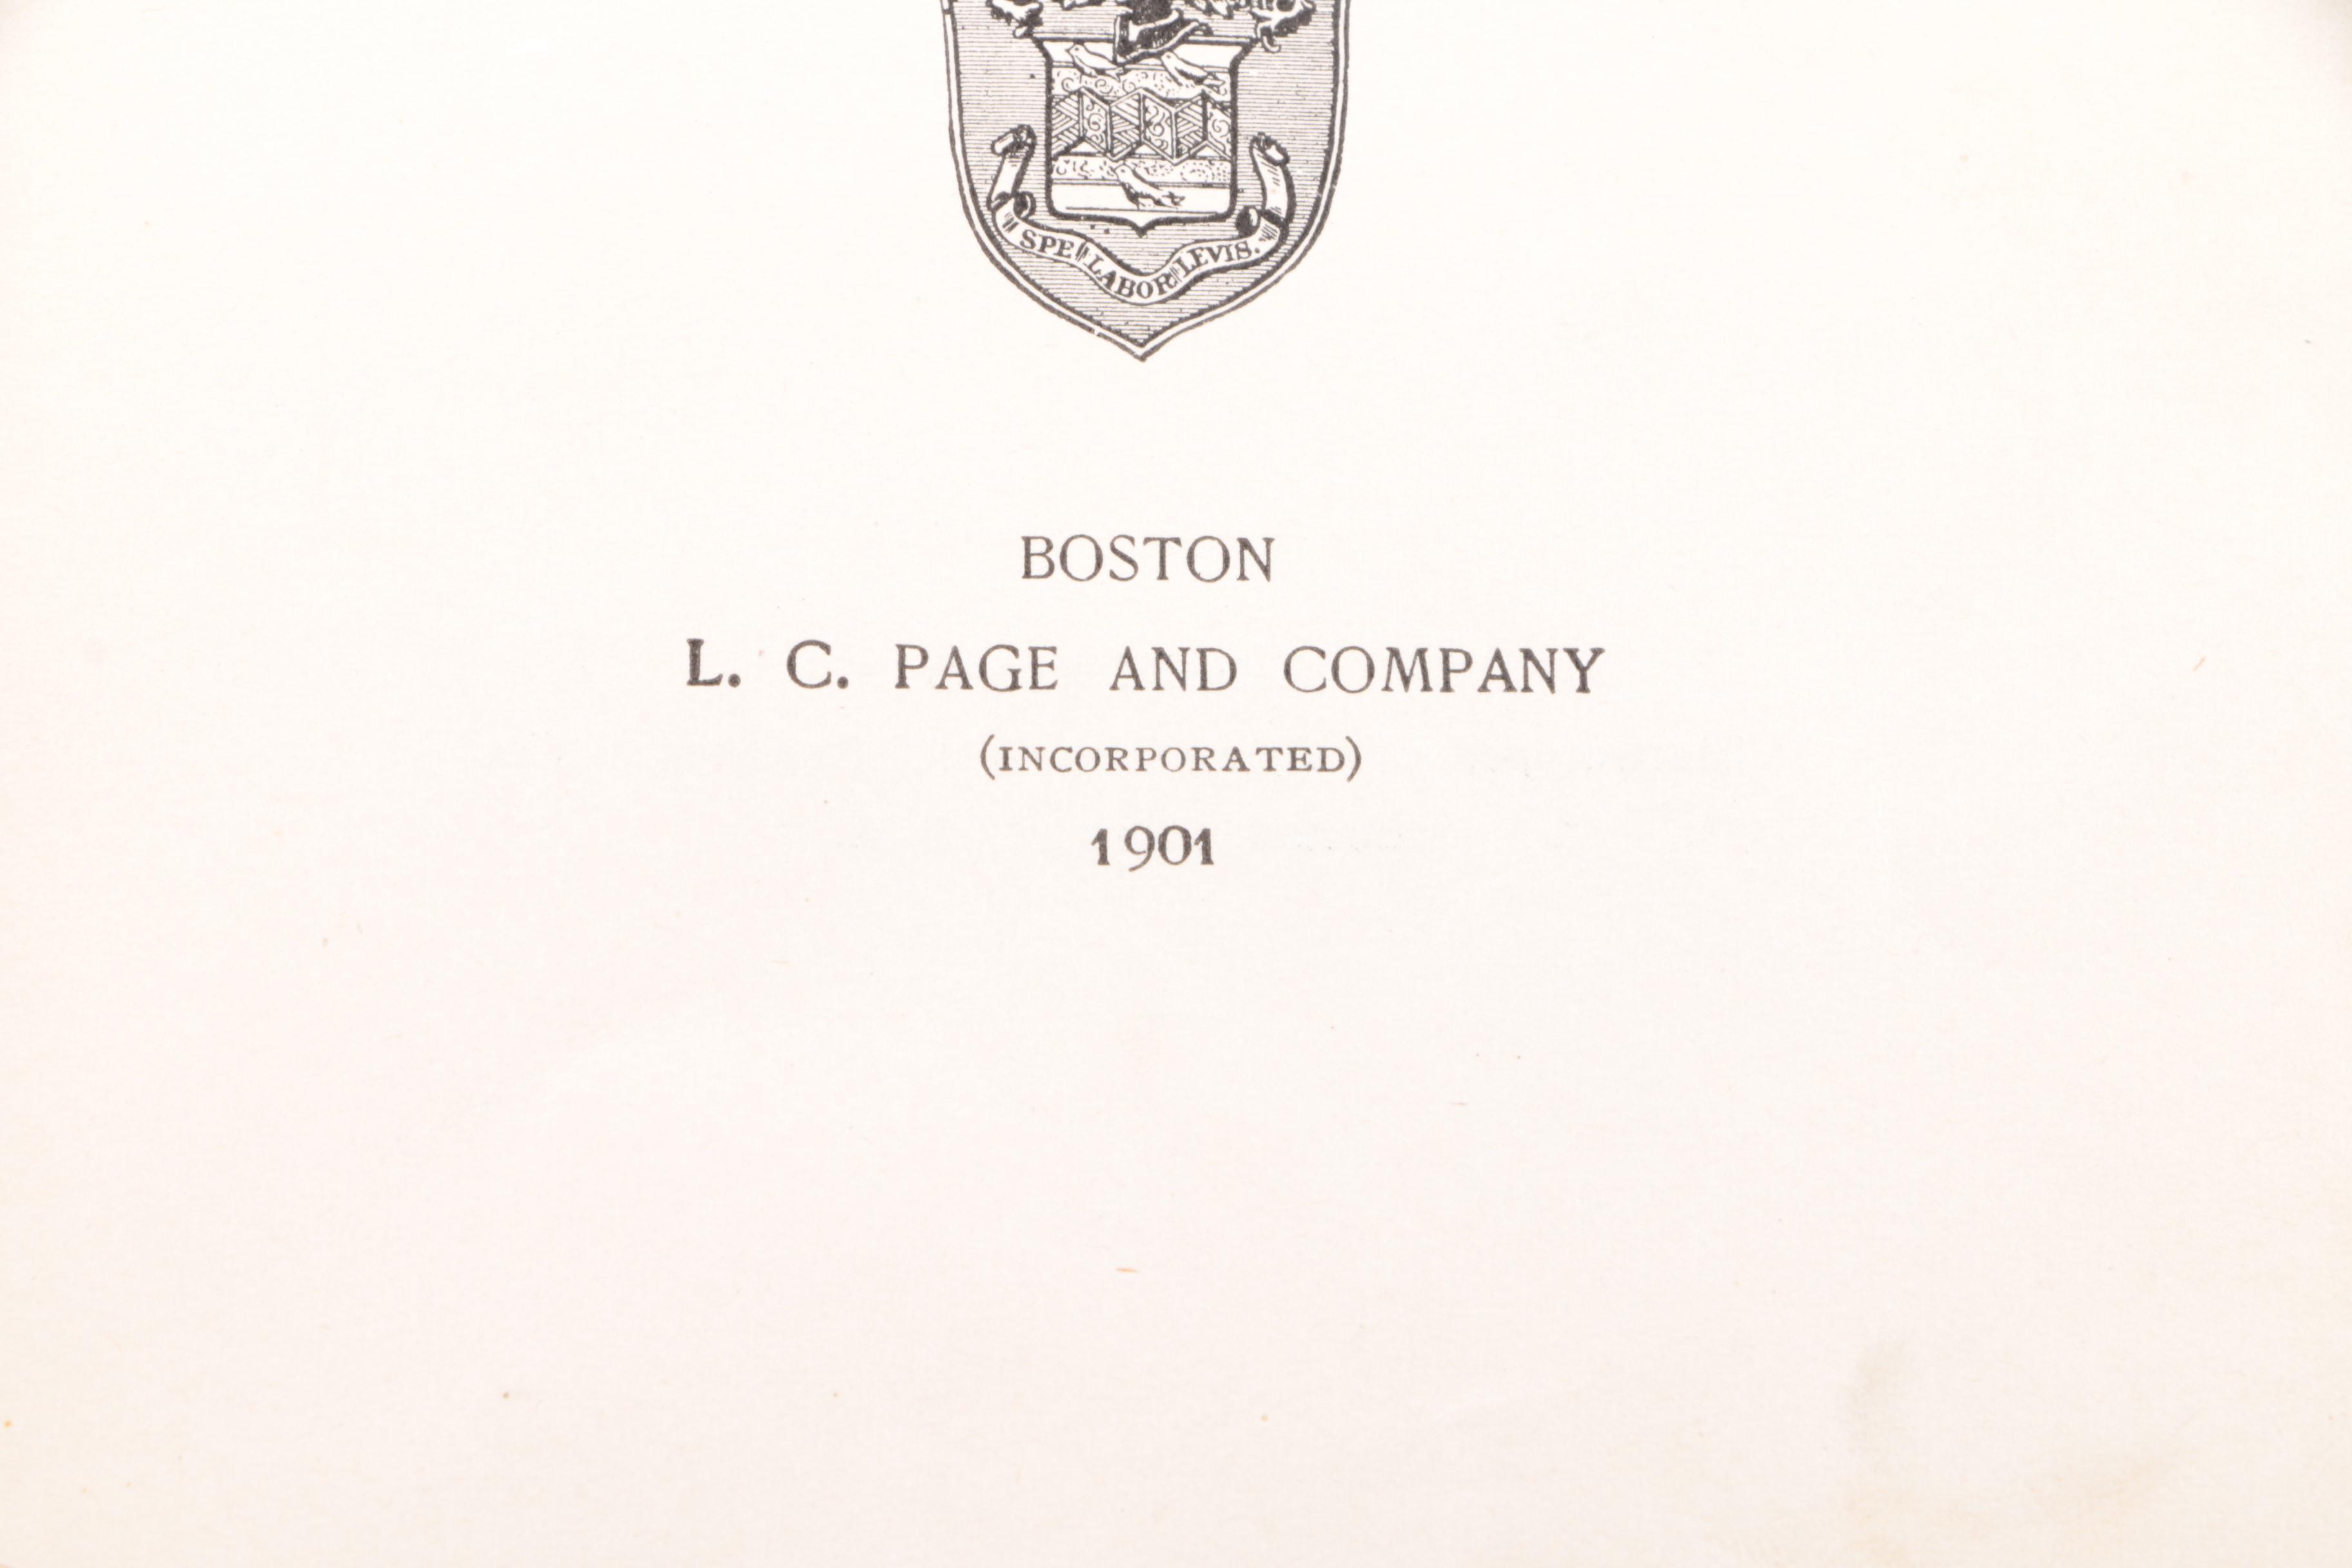 SPE LABOR LEVIS.
BOSTON
L. C. PAGE AND COMPANY
(INCORPORATED)
1901